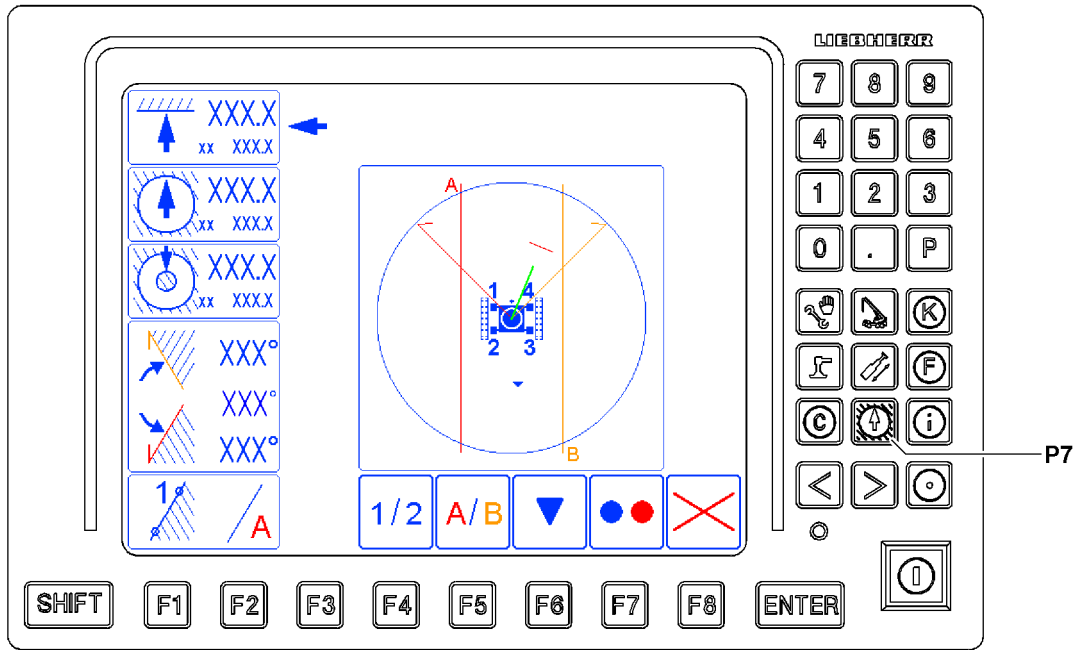 LIEBHERR
XXX.X
xx XXX.X
XXX.X
xx XXX.X
XXX.X
xx XXX.X
XXX°
XXX°
XXX°
1
A
A
B
1 4
2 3
1/2 A/B
7 8 9
4 5 6
1 2 3
0 . P
K
F
C i
< >
P7
SHIFT F1 F2 F3 F4 F5 F6 F7 F8 ENTER